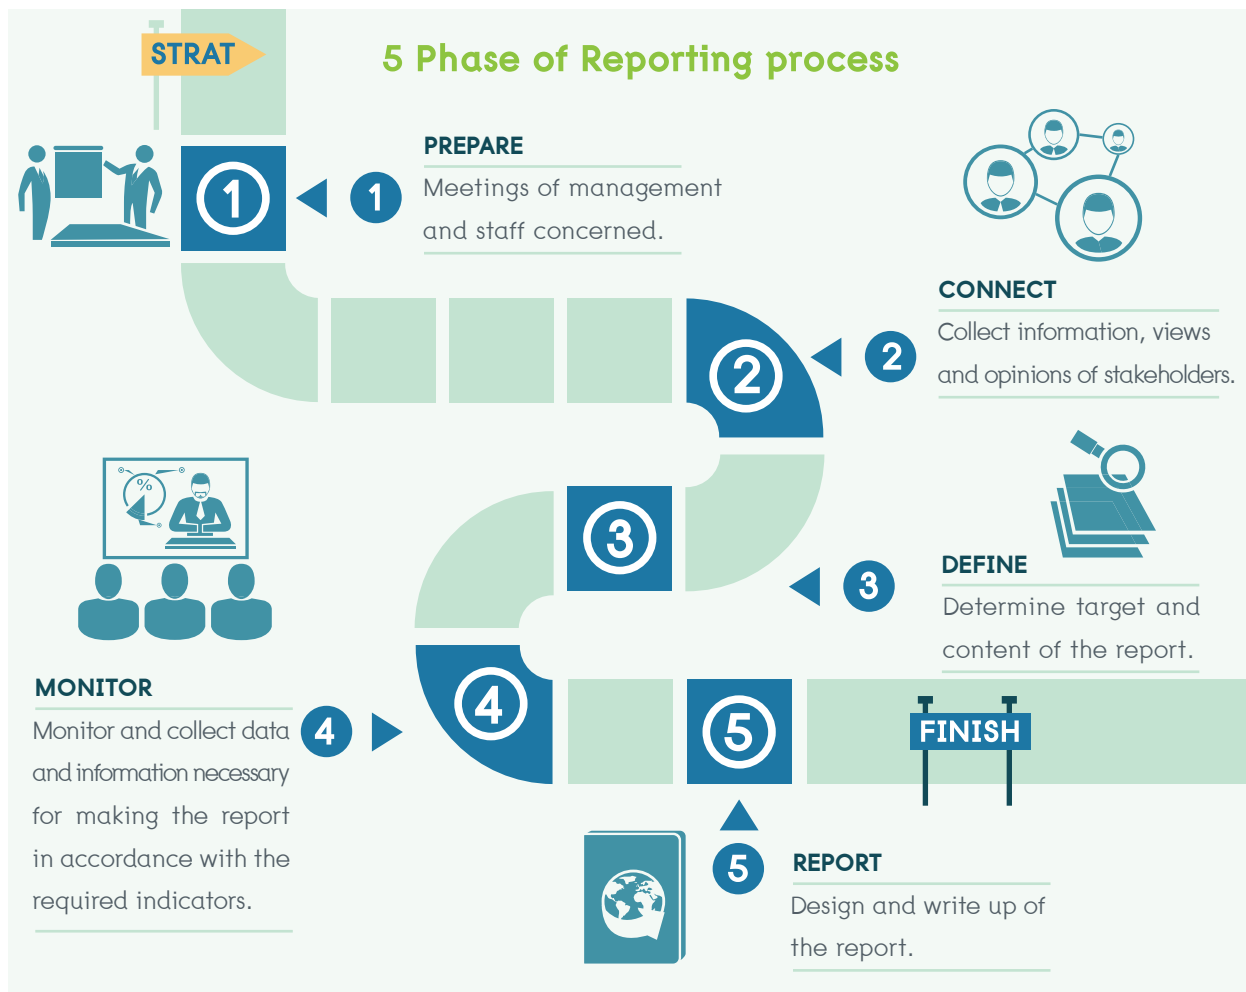 STRAT
5 Phase of Reporting process
1
1
PREPARE
Meetings of management
and staff concerned.
2
2
CONNECT
Collect information, views
and opinions of stakeholders.
3
3
DEFINE
Determine target and
content of the report.
%
MONITOR
Monitor and collect data
and information necessary
for making the report
in accordance with the
required indicators.
4
4
5
FINISH
5
REPORT
Design and write up of
the report.